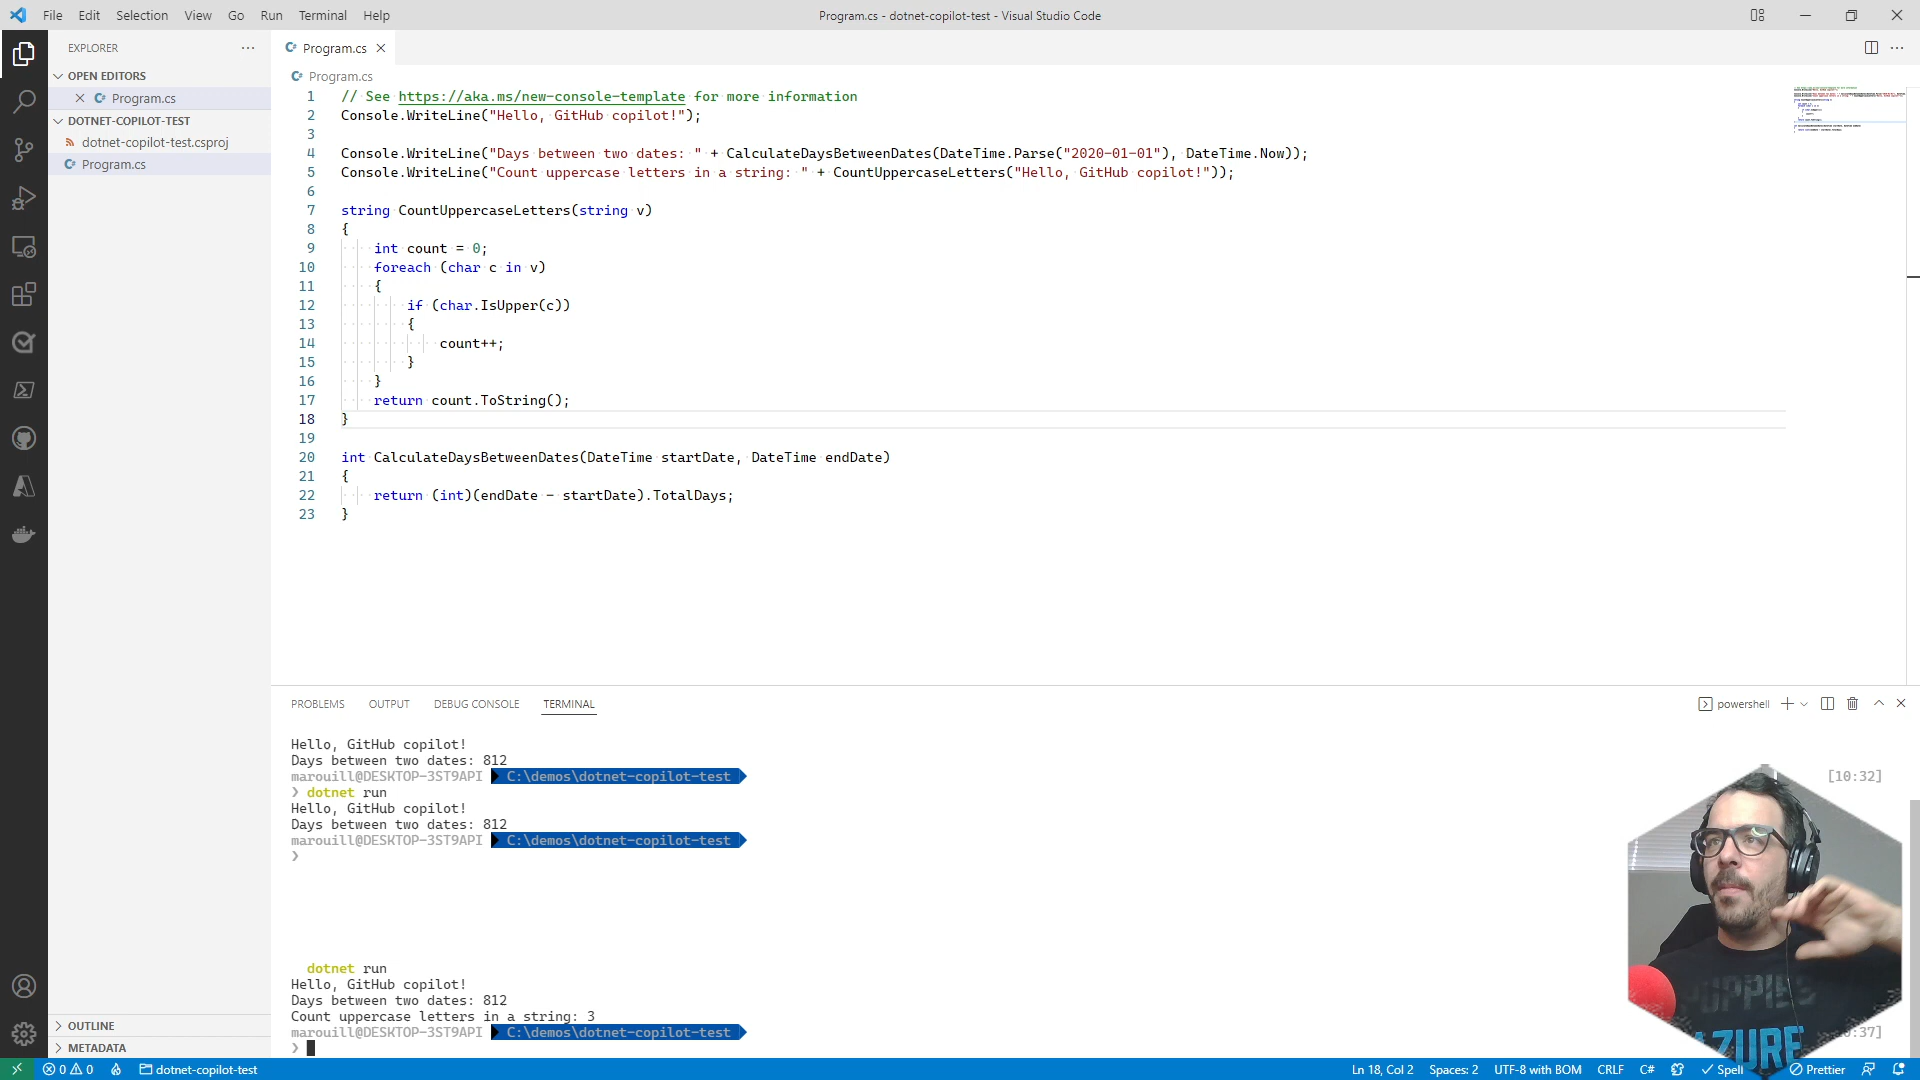 File Edit Selection View Go Run Terminal Help
Program.cs - dotnet-copilot-test - Visual Studio Code
EXPLORER
OPEN EDITORS
Program.cs
DOTNET-COPILOT-TEST
dotnet-copilot-test.csproj
Program.cs
OUTLINE
METADATA
Program.cs
Program.cs
1 // See https://aka.ms/new-console-template for more information
2 Console.WriteLine("Hello, GitHub copilot!");
3
4 Console.WriteLine("Days between two dates: " + CalculateDaysBetweenDates(DateTime.Parse("2020-01-01"), DateTime.Now));
5 Console.WriteLine("Count uppercase letters in a string: " + CountUppercaseLetters("Hello, GitHub copilot!"));
6
7 string CountUppercaseLetters(string v)
8 {
9 int count = 0;
10 foreach (char c in v)
11 {
12 if (char.IsUpper(c))
13 {
14 count++;
15 }
16 }
17 return count.ToString();
18 }
19
20 int CalculateDaysBetweenDates(DateTime startDate, DateTime endDate)
21 {
22 return (int)(endDate - startDate).TotalDays;
23 }
PROBLEMS OUTPUT DEBUG CONSOLE TERMINAL
powershell
Hello, GitHub copilot!
Days between two dates: 812
marouill@DESKTOP-3ST9API C:\demos\dotnet-copilot-test [10:32]
❯ dotnet run
Hello, GitHub copilot!
Days between two dates: 812
marouill@DESKTOP-3ST9API C:\demos\dotnet-copilot-test
❯
dotnet run
Hello, GitHub copilot!
Days between two dates: 812
Count uppercase letters in a string: 3
marouill@DESKTOP-3ST9API C:\demos\dotnet-copilot-test :37]
❯
PUPPIES
AZURE
0 0 dotnet-copilot-test
Ln 18, Col 2 Spaces: 2 UTF-8 with BOM CRLF C# Spell Prettier